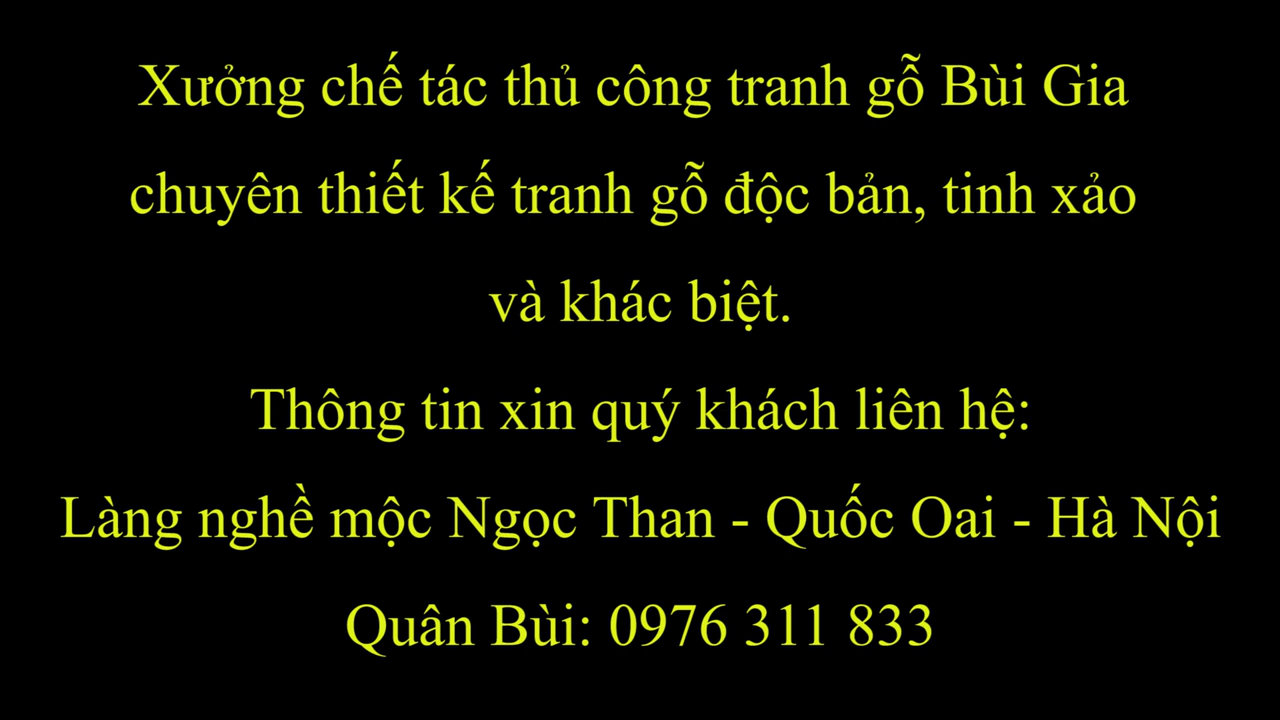 Xưởng chế tác thủ công tranh gỗ Bùi Gia
chuyên thiết kế tranh gỗ độc bản, tinh xảo
và khác biệt.
Thông tin xin quý khách liên hệ:
Làng nghề mộc Ngọc Than - Quốc Oai - Hà Nội
Quân Bùi: 0976 311 833